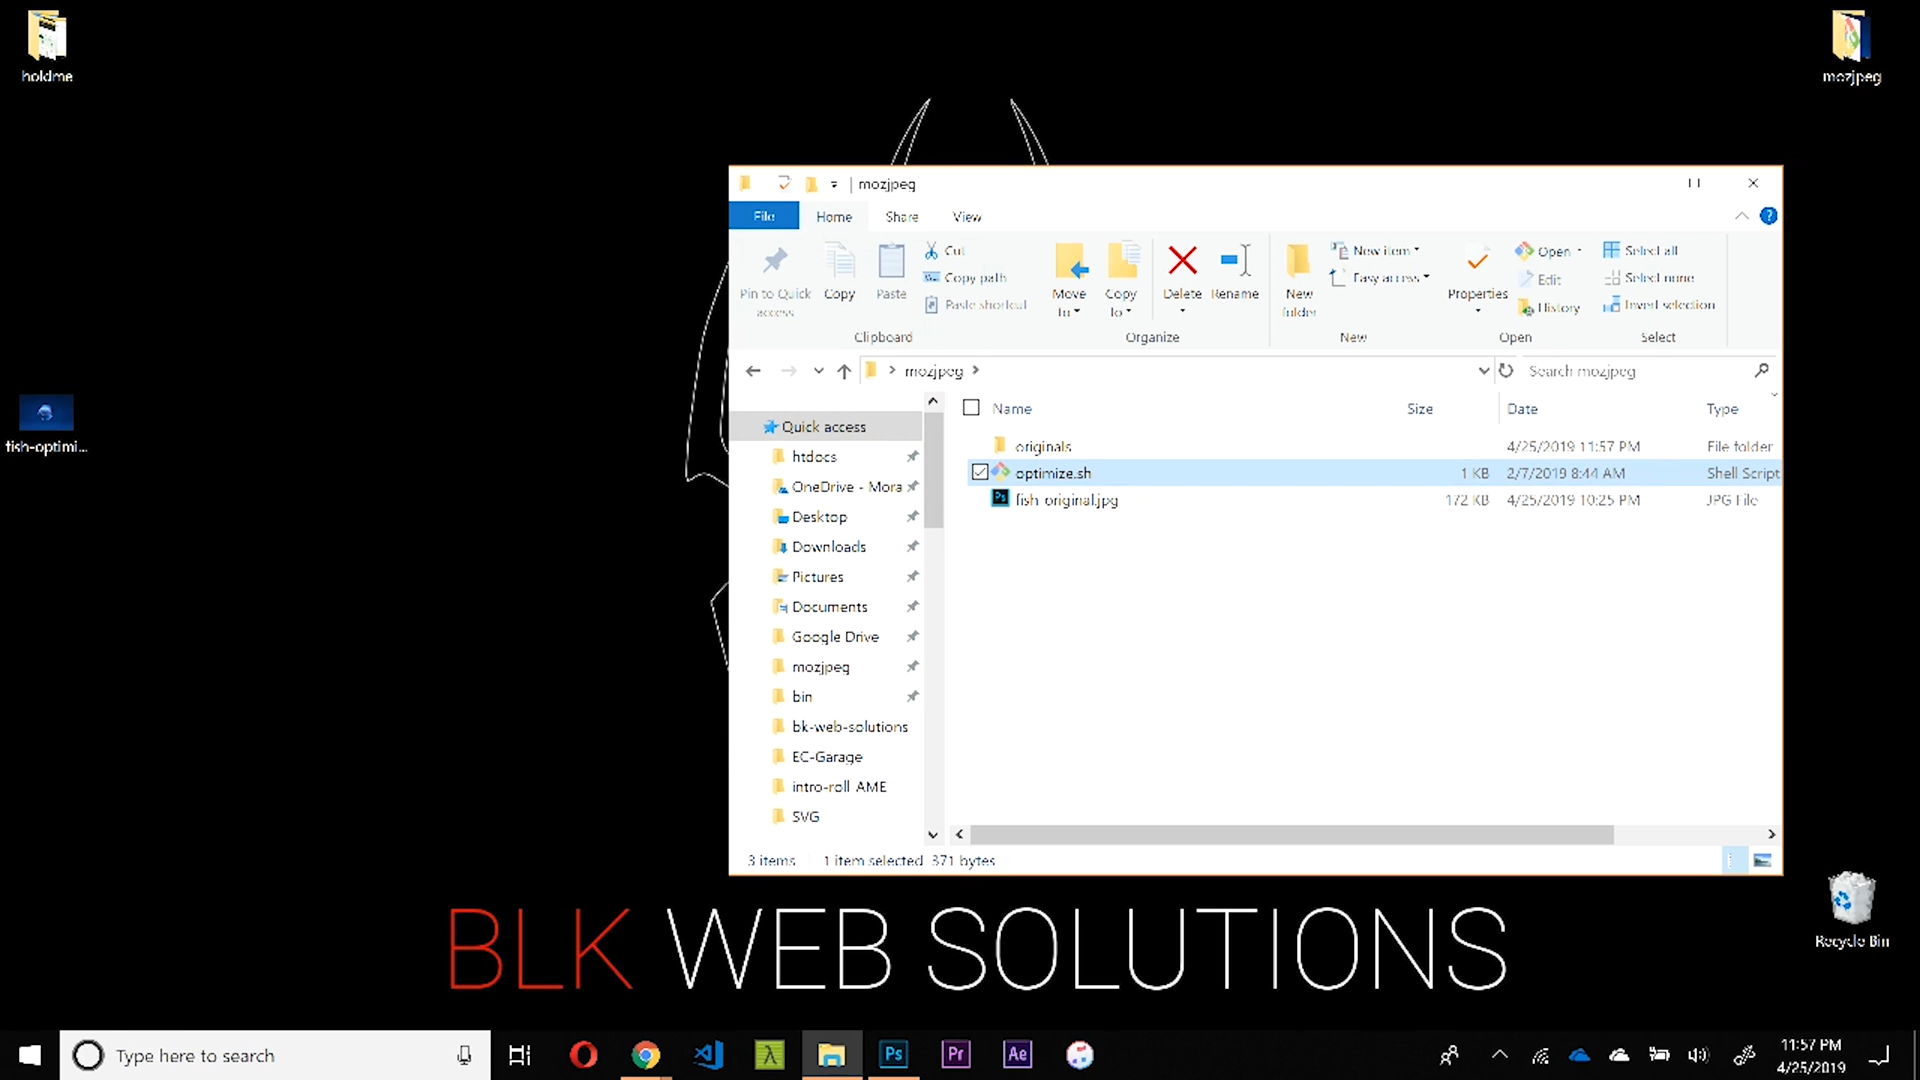 holdme
mozjpeg
mozjpeg
File
Home
Share
View
Pin to Quick access
Copy
Paste
Cut
Copy path
Paste shortcut
Clipboard
Move to
Copy to
Delete
Rename
Organize
New folder
New item
Easy access
New
Properties
Open
Edit
History
Open
Select all
Select none
Invert selection
Select
mozjpeg
Search mozjpeg
Name
Size
Date
Type
originals
4/25/2019 11:57 PM
File folder
optimize.sh
1 KB
2/7/2019 8:44 AM
Shell Script
fish-original.jpg
172 KB
4/25/2019 10:25 PM
JPG File
Quick access
htdocs
OneDrive - Mora
Desktop
Downloads
Pictures
Documents
Google Drive
mozjpeg
bin
bk-web-solutions
EC-Garage
intro-roll_AME
SVG
3 items
1 item selected 371 bytes
fish-optimi...
BLK WEB SOLUTIONS
Recycle Bin
Type here to search
Ps
Pr
Ae
11:57 PM
4/25/2019